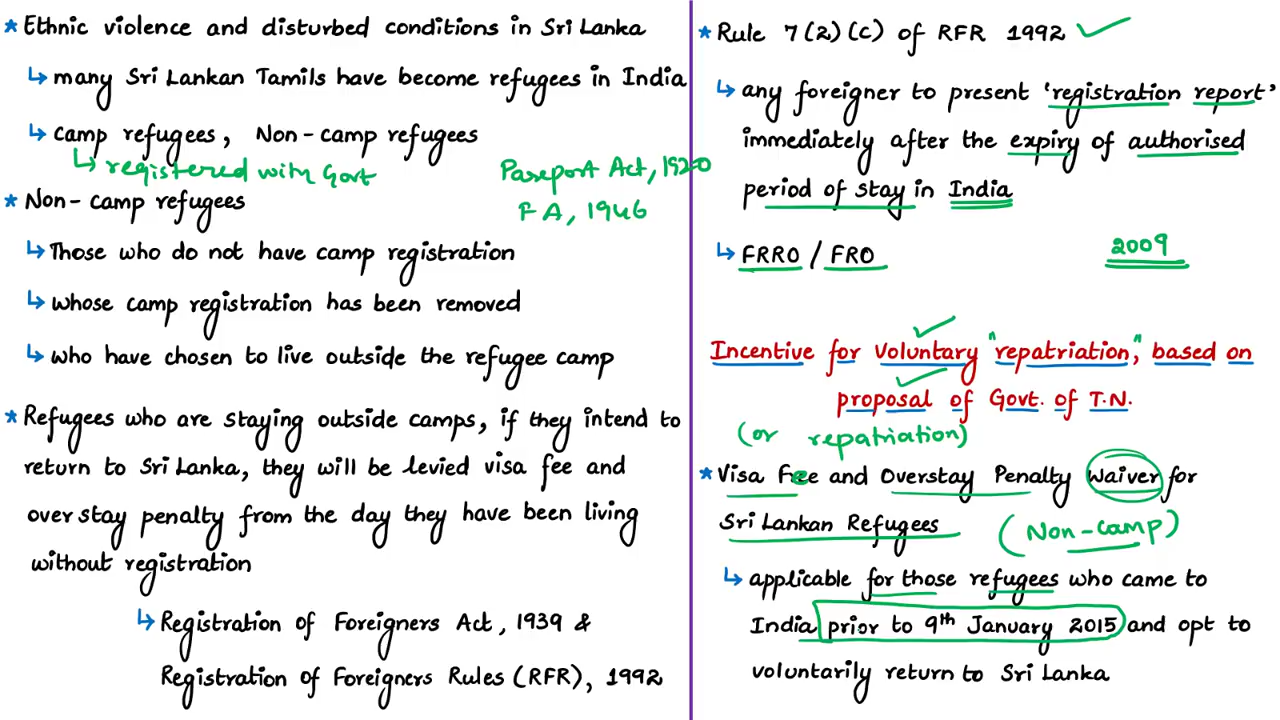 * Ethnic violence and disturbed conditions in Sri Lanka
↳ many Sri Lankan Tamils have become refugees in India
↳ Camp refugees, Non-camp refugees
↳ registered with Govt
Passport Act, 1920
FA, 1946
* Non-camp refugees
↳ Those who do not have camp registration
↳ whose camp registration has been removed
↳ who have chosen to live outside the refugee camp
* Refugees who are staying outside camps, if they intend to
return to Sri Lanka, they will be levied visa fee and
over stay penalty from the day they have been living
without registration
↳ Registration of Foreigners Act, 1939 &
Registration of Foreigners Rules (RFR), 1992
* Rule 7(2)(c) of RFR 1992 ✓
↳ any foreigner to present 'registration report'
immediately after the expiry of authorised
period of stay in India
↳ FRRO / FRO
2009
Incentive for Voluntary "repatriation," based on
proposal of Govt. of T.N.
(or repatriation)
* Visa Fee and Overstay Penalty Waiver for
Sri Lankan Refugees (Non-camp)
↳ applicable for those refugees who came to
India prior to 9th January 2015 and opt to
voluntarily return to Sri Lanka